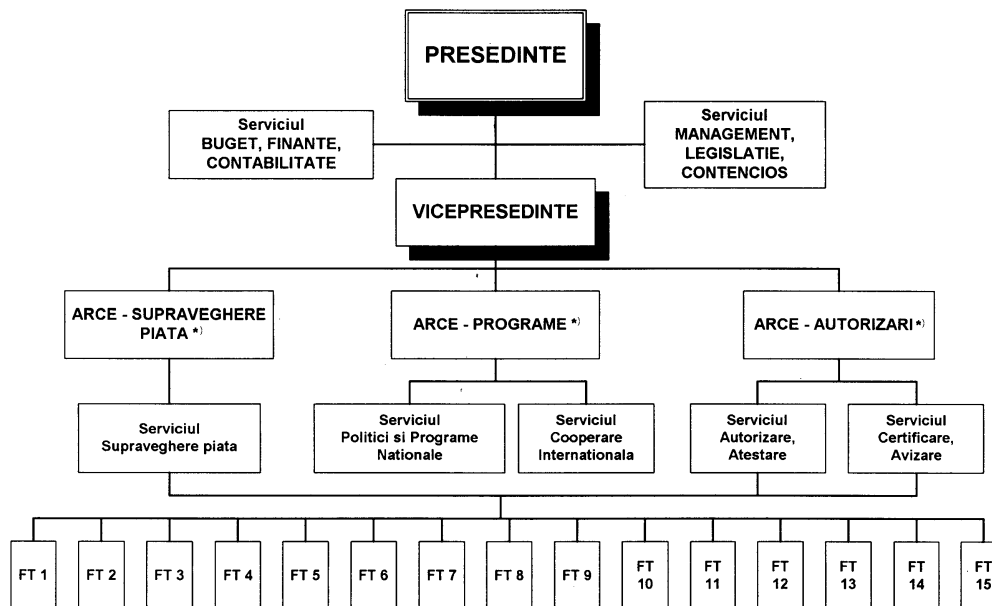 PRESEDINTE
Serviciul
BUGET, FINANTE,
CONTABILITATE
Serviciul
MANAGEMENT,
LEGISLATIE,
CONTENCIOS
VICEPRESEDINTE
ARCE - SUPRAVEGHERE
PIATA *)
ARCE - PROGRAME *)
ARCE - AUTORIZARI *)
Serviciul
Supraveghere piata
Serviciul
Politici si Programe
Nationale
Serviciul
Cooperare
Internationala
Serviciul
Autorizare,
Atestare
Serviciul
Certificare,
Avizare
FT 1
FT 2
FT 3
FT 4
FT 5
FT 6
FT 7
FT 8
FT 9
FT
10
FT
11
FT
12
FT
13
FT
14
FT
15